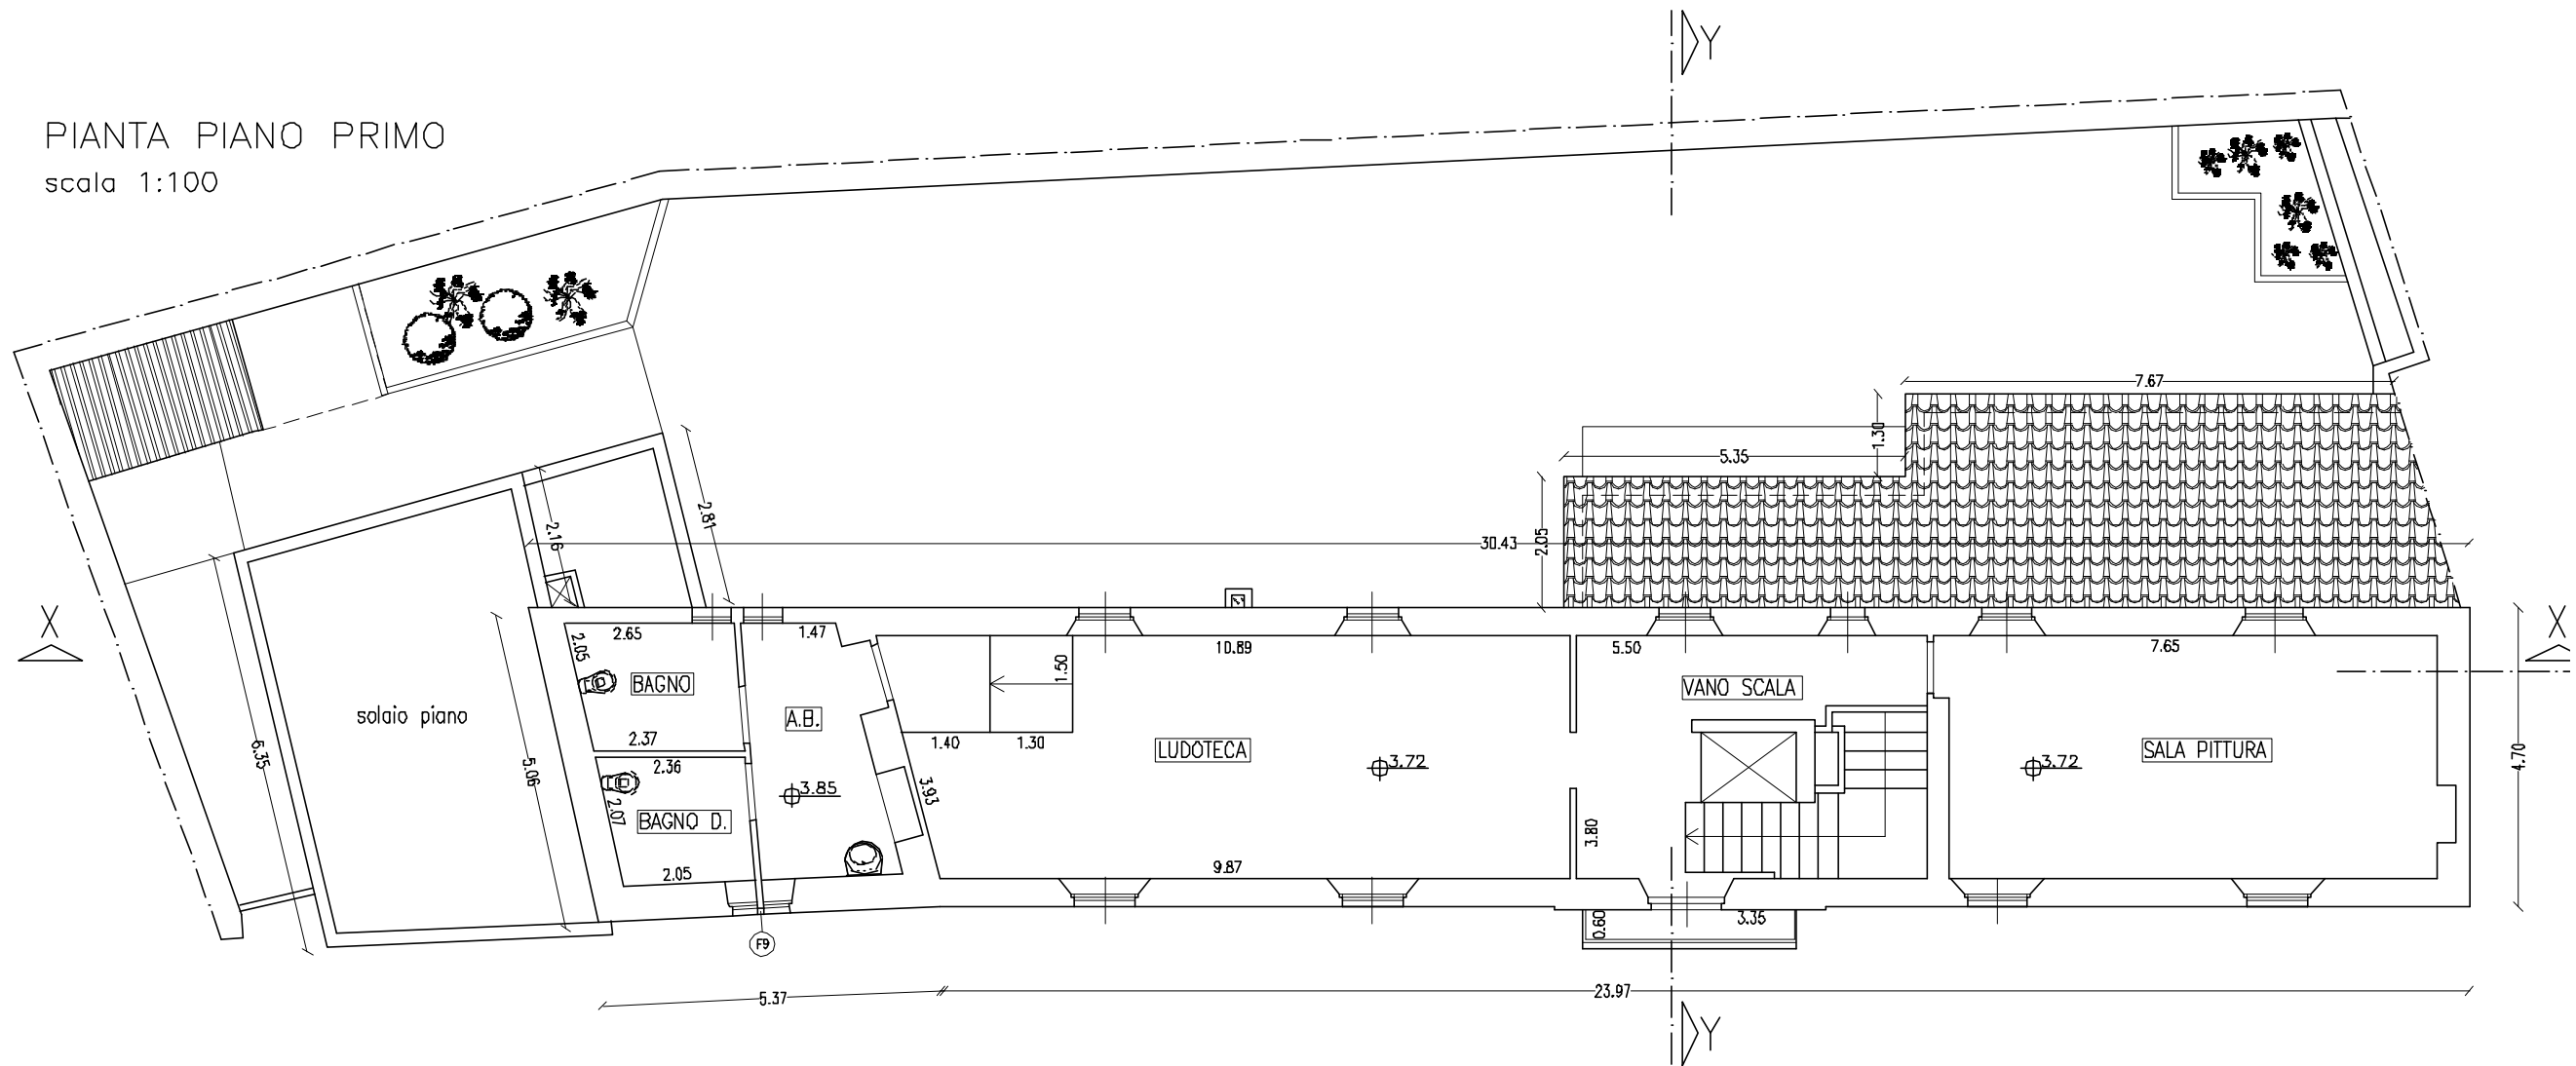 Y
PIANTA PIANO PRIMO
scala 1:100
7.67
1.30
5.35
2.81
2.16
30.43
2.05
X
2.65
1.47
10.89
5.50
7.65
X
2.05
1.50
BAGNO
VANO SCALA
solaio piano
A.B.
2.37
1.40
1.30
LUDOTECA
SALA PITTURA
6.35
5.06
2.36
3.72
3.72
4.70
3.85
3.93
2.07
BAGNO D.
3.80
2.05
9.87
0.60
3.35
F9
5.37
23.97
Y